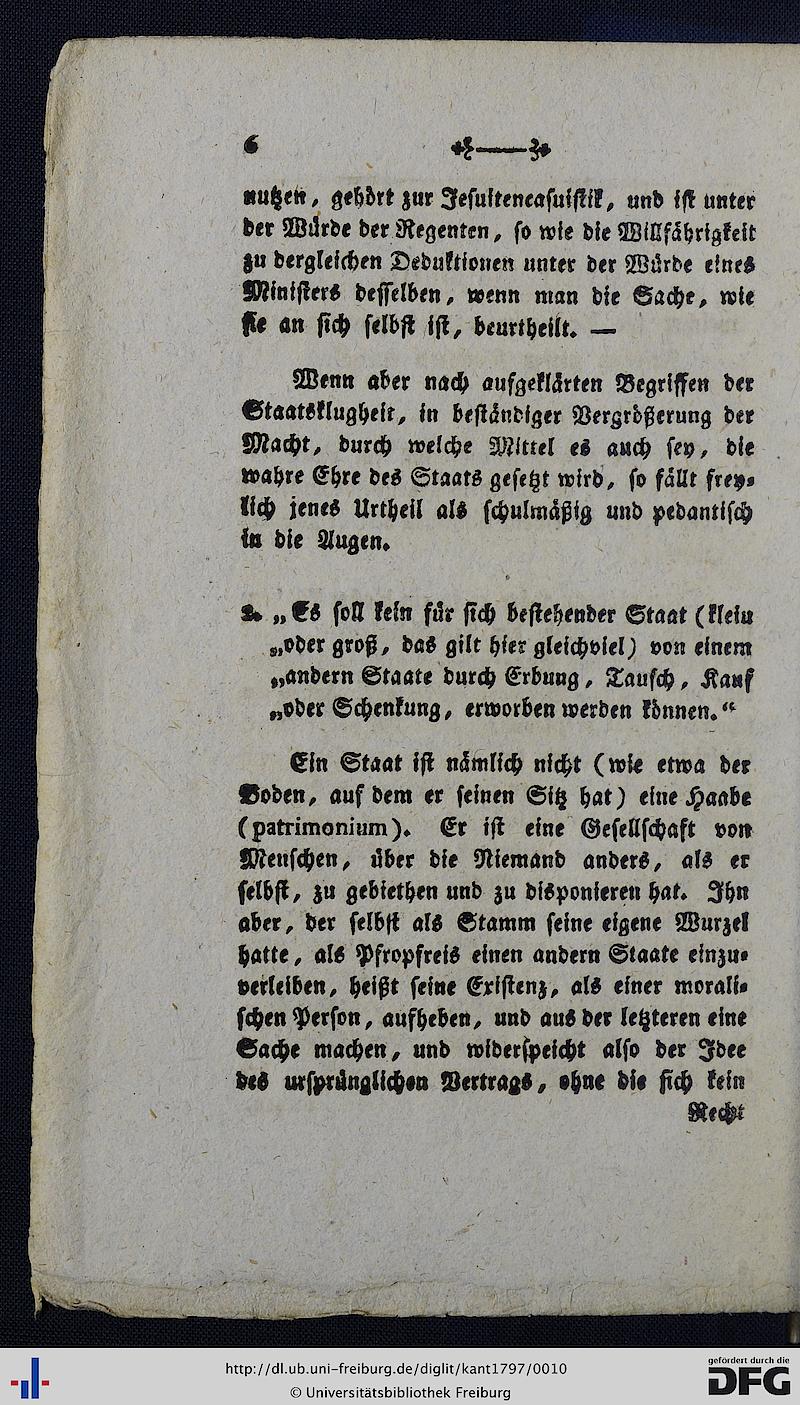 6
nutzen, gehört zur Jesuitencasuistik, und ist unter
der Würde der Regenten, so wie die Willfährigkeit
zu dergleichen Deduktionen unter der Würde eines
Ministers desselben, wenn man die Sache, wie
sie an sich selbst ist, beurtheilt. —
Wenn aber nach aufgeklärten Begriffen der
Staatsklugheit, in beständiger Vergrößerung der
Macht, durch welche Mittel es auch sey, die
wahre Ehre des Staats gesetzt wird, so fällt frey-
lich jenes Urtheil als schulmäßig und pedantisch
in die Augen.
2. „Es soll kein für sich bestehender Staat (klein
„oder groß, das gilt hier gleichviel) von einem
„andern Staate durch Erbung, Tausch, Kauf
„oder Schenkung, erworben werden können.“
Ein Staat ist nämlich nicht (wie etwa der
Boden, auf dem er seinen Sitz hat) eine Haabe
(patrimonium). Er ist eine Gesellschaft von
Menschen, über die Niemand anders, als er
selbst, zu gebiethen und zu disponieren hat. Ihn
aber, der selbst als Stamm seine eigene Wurzel
hatte, als Pfropfreis einen andern Staate einzu-
verleiben, heißt seine Existenz, als einer morali-
schen Person, aufheben, und aus der letzteren eine
Sache machen, und widerspricht also der Idee
des ursprünglichen Vertrags, ohne die sich kein
Recht
http://dl.ub.uni-freiburg.de/diglit/kant1797/0010
© Universitätsbibliothek Freiburg
gefördert durch die
DFG